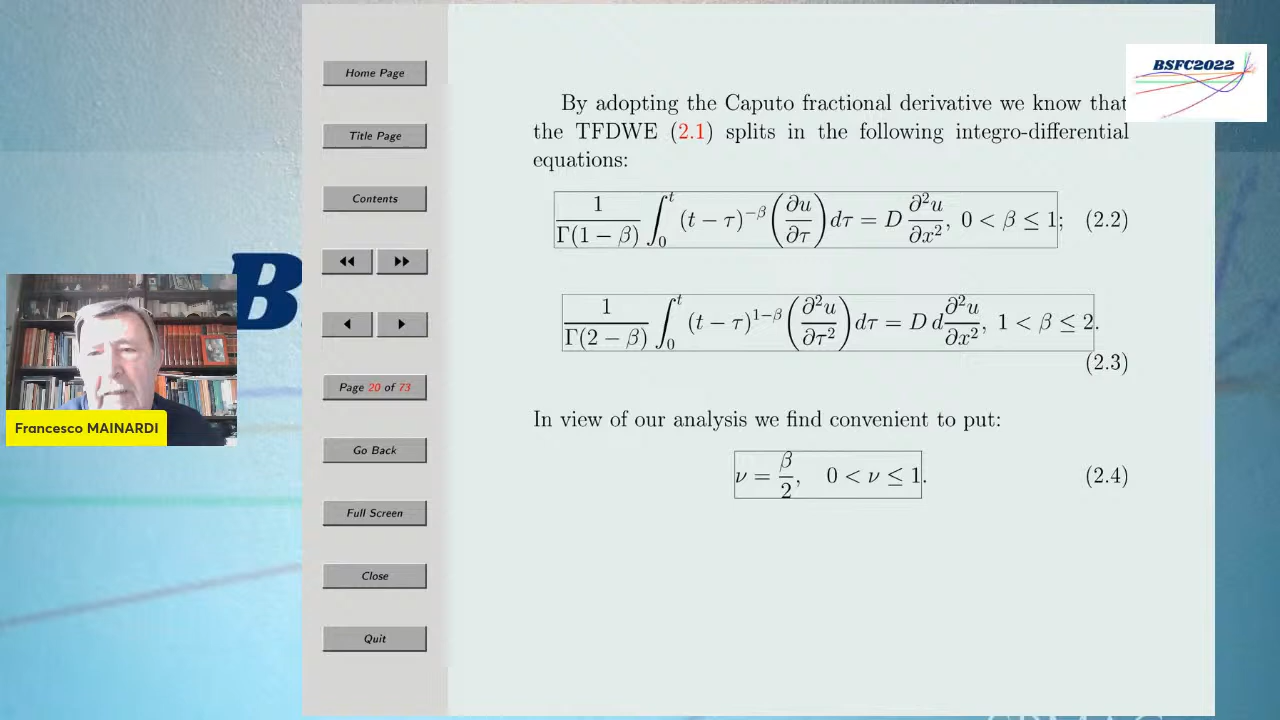 Home Page
Title Page
Contents
Page 20 of 73
Go Back
Full Screen
Close
Quit
BSFC2022
By adopting the Caputo fractional derivative we know that
the TFDWE (2.1) splits in the following integro-differential
equations:
1/Γ(1 − β) ∫₀ᵗ (t − τ)^{−β} (∂u/∂τ) dτ = D ∂²u/∂x², 0 < β ≤ 1; (2.2)
1/Γ(2 − β) ∫₀ᵗ (t − τ)^{1−β} (∂²u/∂τ²) dτ = D d ∂²u/∂x², 1 < β ≤ 2.
(2.3)
In view of our analysis we find convenient to put:
ν = β/2, 0 < ν ≤ 1. (2.4)
Francesco MAINARDI
B